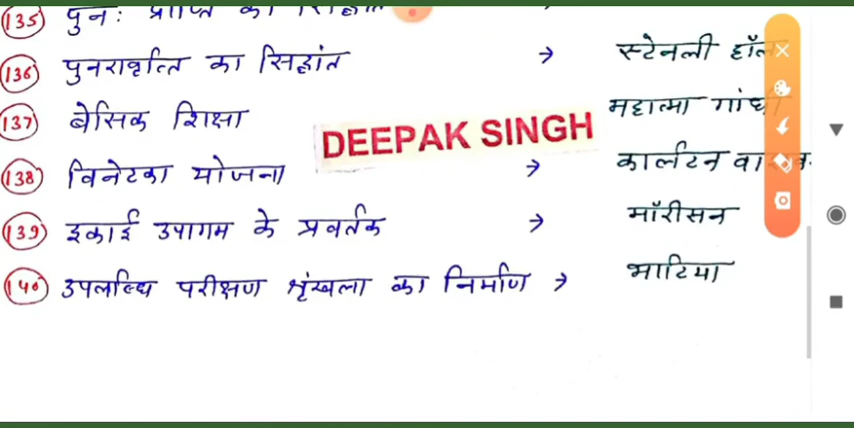 135 पुनः प्राप्ति का सिद्धांत
136 पुनरावृत्ति का सिद्धांत → स्टेनली हॉल
137 बेसिक शिक्षा महात्मा गांधी
DEEPAK SINGH
138 विनेटका योजना → कार्लटन
139 इकाई उपागम के प्रवर्तक → मॉरीसन
140 उपलब्धि परीक्षण श्रृंखला का निर्माण → भाटिया